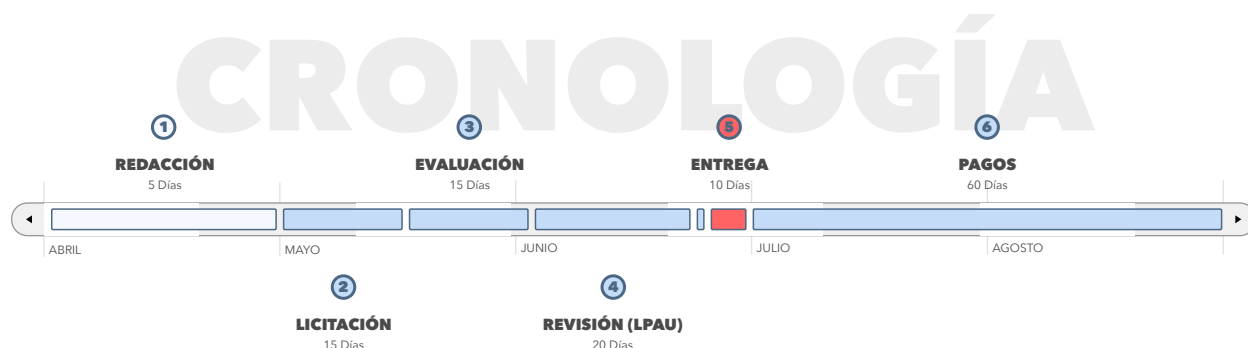 CRONOLOGÍA
1
3
5
6
REDACCIÓN
EVALUACIÓN
ENTREGA
PAGOS
5 Días
15 Días
10 Días
60 Días
ABRIL
MAYO
JUNIO
JULIO
AGOSTO
2
4
LICITACIÓN
REVISIÓN (LPAU)
15 Días
20 Días